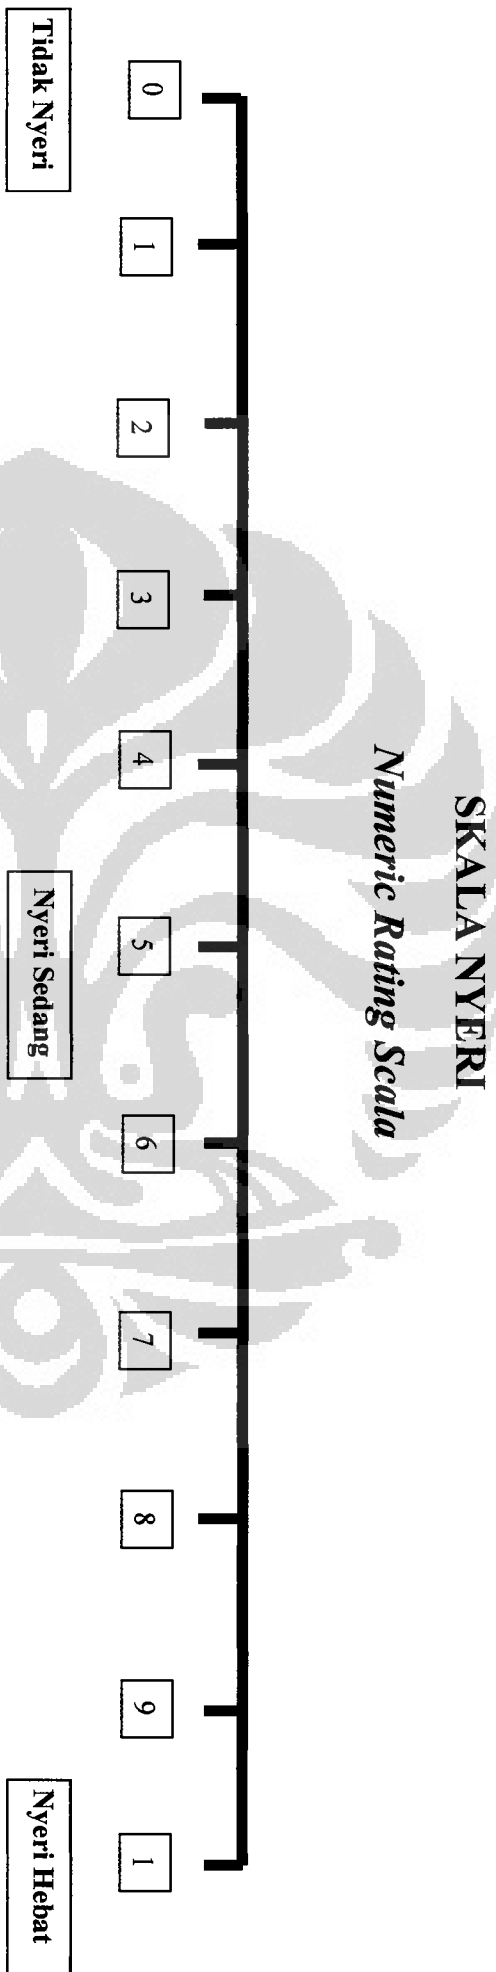 SKALA NYERI
Numeric Rating Scala
0 1 2 3 4 5 6 7 8 9 1
Tidak Nyeri Nyeri Sedang Nyeri Hebat